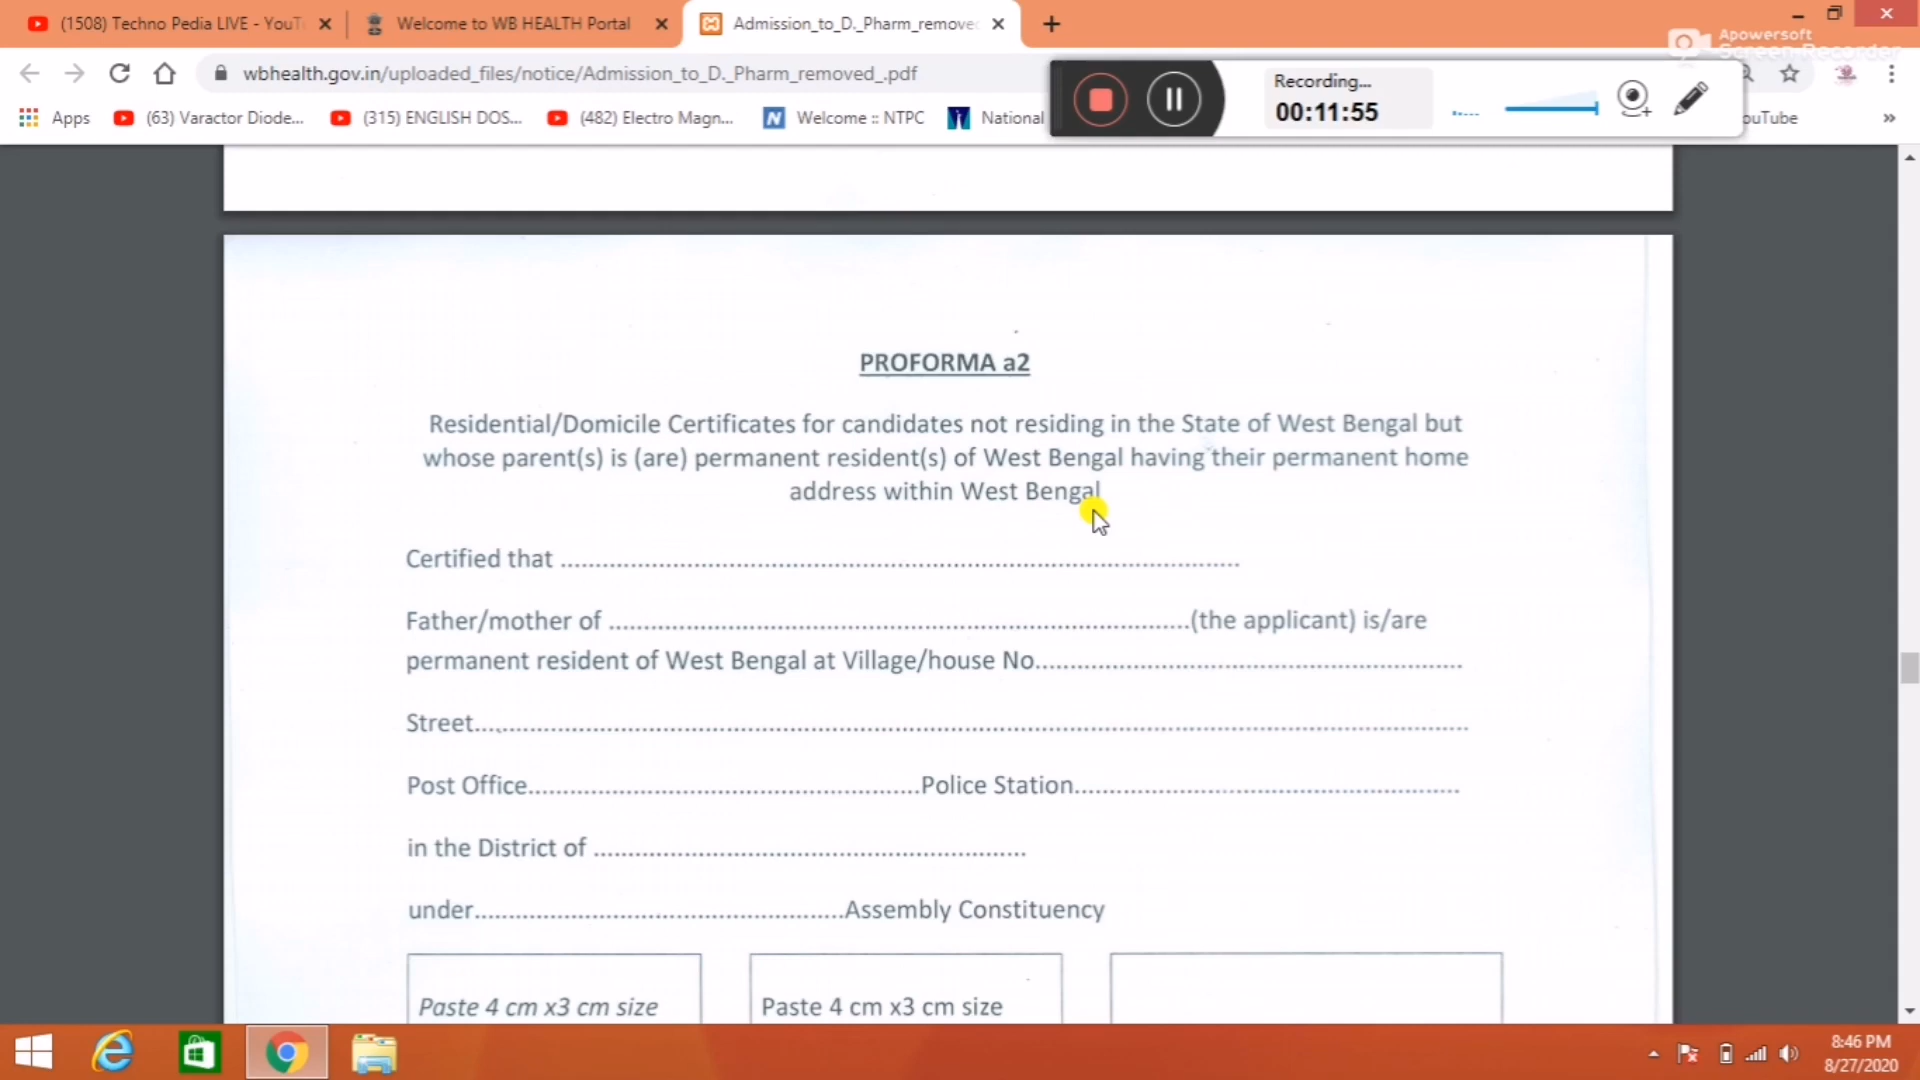 (1508) Techno Pedia LIVE - YouT
Welcome to WB HEALTH Portal
Admission_to_D._Pharm_remove
Apowersoft
Screen Recorder
wbhealth.gov.in/uploaded_files/notice/Admission_to_D._Pharm_removed_.pdf
Recording...
00:11:55
Apps
(63) Varactor Diode...
(315) ENGLISH DOS...
(482) Electro Magn...
Welcome :: NTPC
National
ouTube
»
PROFORMA a2
Residential/Domicile Certificates for candidates not residing in the State of West Bengal but
whose parent(s) is (are) permanent resident(s) of West Bengal having their permanent home
address within West Bengal
Certified that ....................................................................................................
Father/mother of .....................................................................................(the applicant) is/are
permanent resident of West Bengal at Village/house No..............................................................
Street.................................................................................................................................................
Post Office.........................................................Police Station........................................................
in the District of ...............................................................
under......................................................Assembly Constituency
Paste 4 cm x3 cm size
Paste 4 cm x3 cm size
8:46 PM
8/27/2020